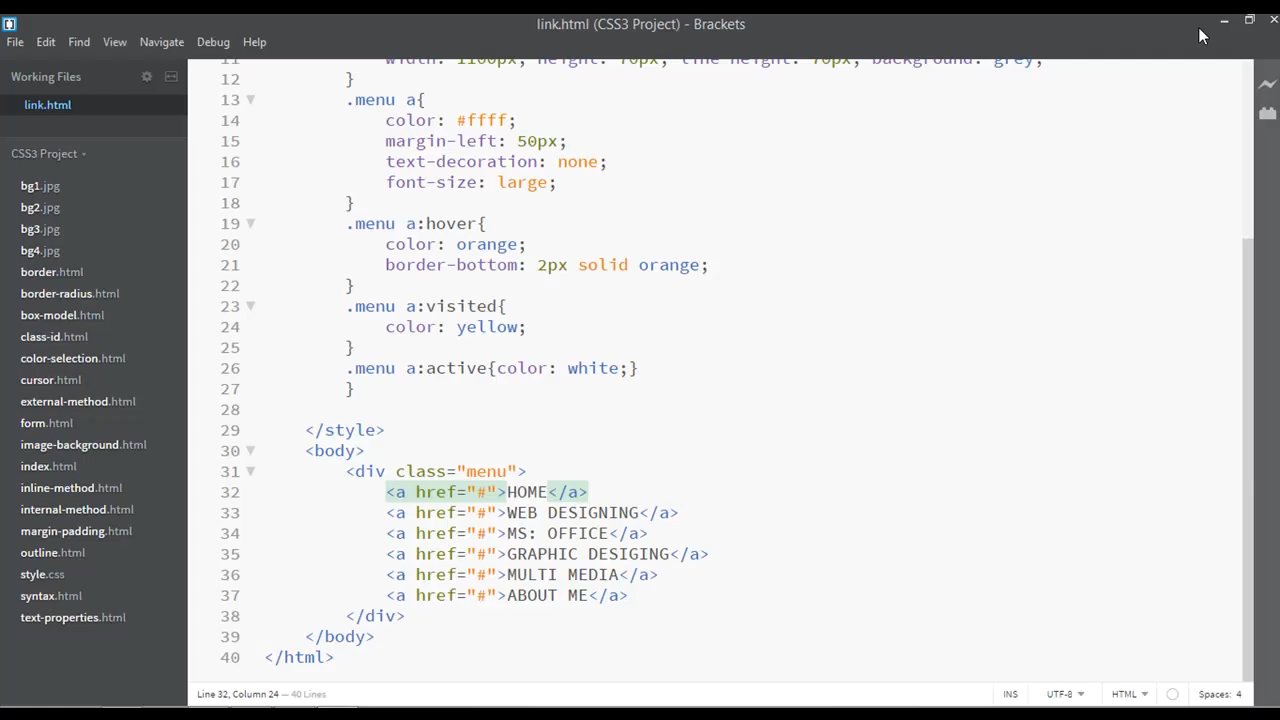 link.html (CSS3 Project) - Brackets
File Edit Find View Navigate Debug Help
Working Files
link.html
CSS3 Project
bg1.jpg
bg2.jpg
bg3.jpg
bg4.jpg
border.html
border-radius.html
box-model.html
class-id.html
color-selection.html
cursor.html
external-method.html
form.html
image-background.html
index.html
inline-method.html
internal-method.html
margin-padding.html
outline.html
style.css
syntax.html
text-properties.html
11 width: 1100px; height: 70px; line-height: 70px; background: grey;
12 }
13 .menu a{
14 color: #ffff;
15 margin-left: 50px;
16 text-decoration: none;
17 font-size: large;
18 }
19 .menu a:hover{
20 color: orange;
21 border-bottom: 2px solid orange;
22 }
23 .menu a:visited{
24 color: yellow;
25 }
26 .menu a:active{color: white;}
27 }
28
29 </style>
30 <body>
31 <div class="menu">
32 <a href="#">HOME</a>
33 <a href="#">WEB DESIGNING</a>
34 <a href="#">MS: OFFICE</a>
35 <a href="#">GRAPHIC DESIGING</a>
36 <a href="#">MULTI MEDIA</a>
37 <a href="#">ABOUT ME</a>
38 </div>
39 </body>
40 </html>
Line 32, Column 24 — 40 Lines
INS UTF-8 HTML Spaces: 4